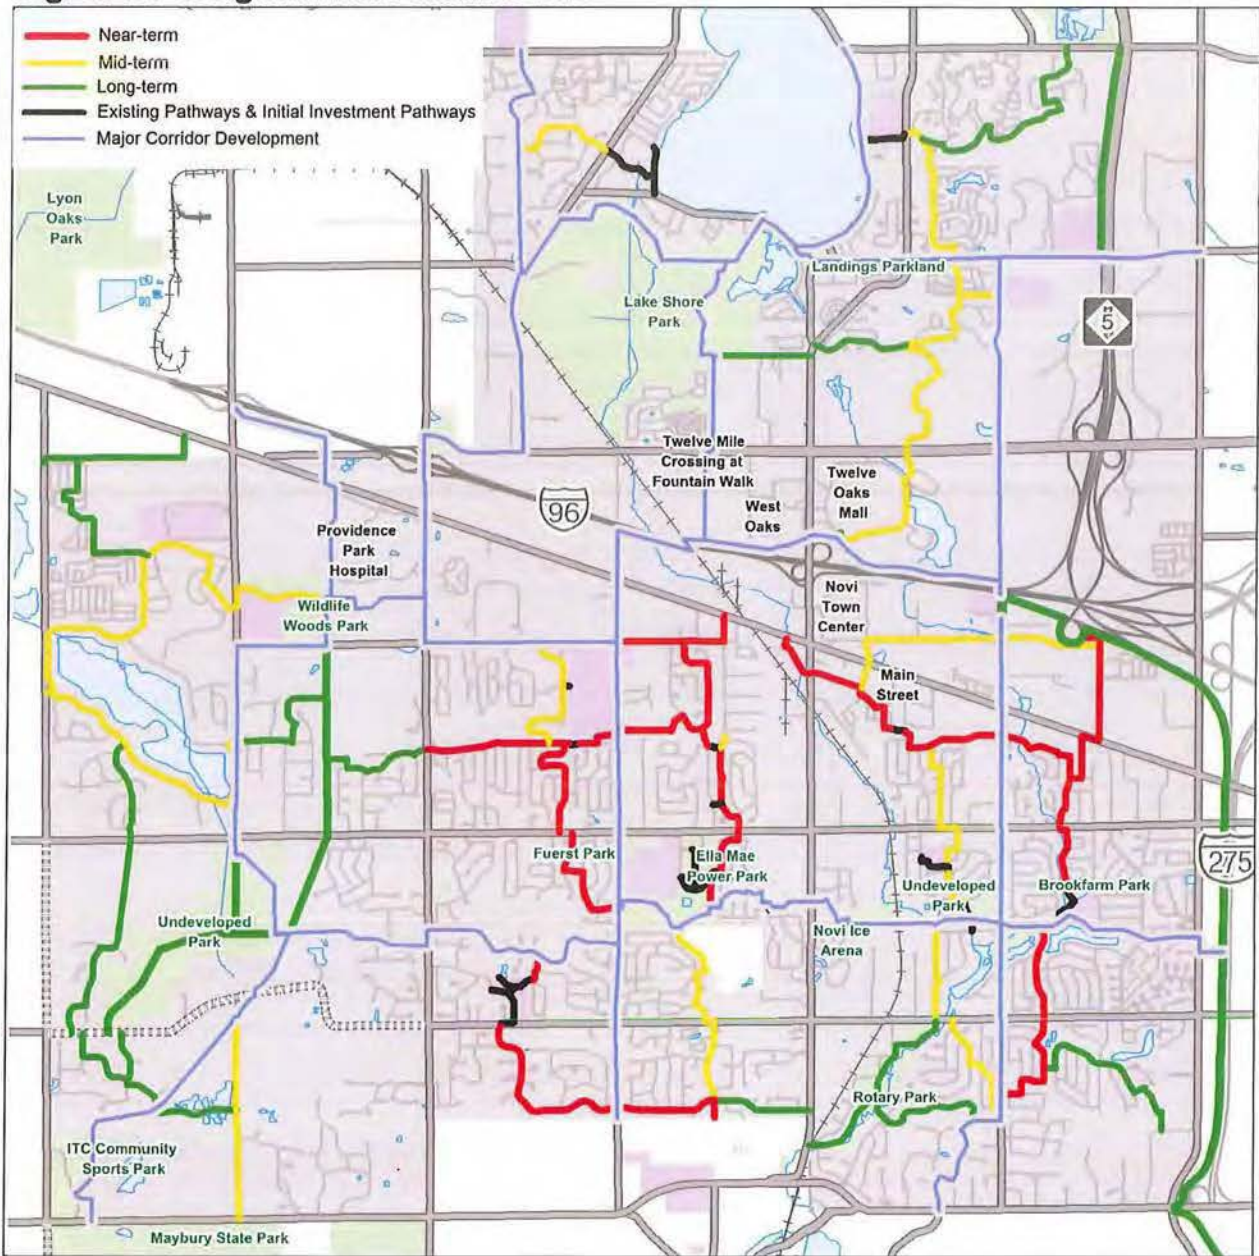 Near-term
Mid-term
Long-term
Existing Pathways & Initial Investment Pathways
Major Corridor Development
Lyon
Oaks
Park
Landings Parkland
Lake Shore
Park
M
5
Twelve Mile
Crossing at
Fountain Walk
Twelve
Oaks
Mall
West
Oaks
96
Providence
Park
Hospital
Novi
Town
Center
Wildlife
Woods Park
Main
Street
Fuerst Park
Ella Mae
Power Park
275
Undeveloped
Park
Brookfarm Park
Undeveloped
Park
Novi Ice
Arena
Rotary Park
ITC Community
Sports Park
Maybury State Park